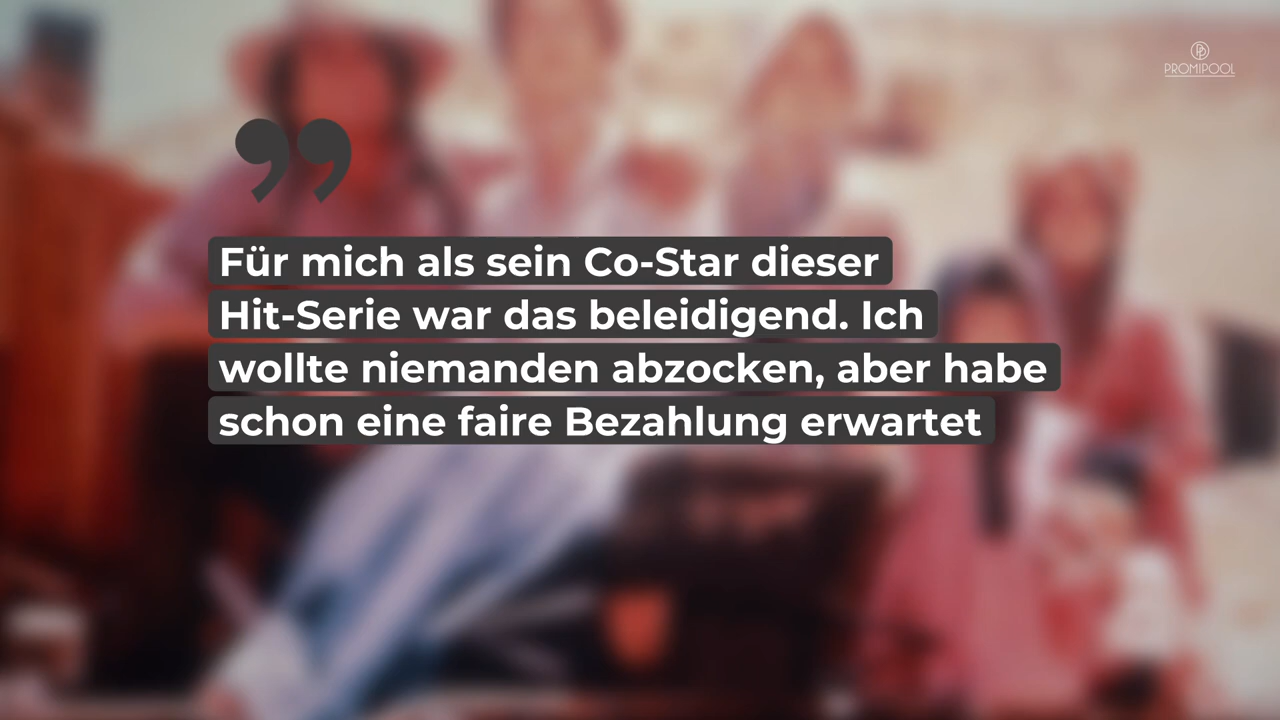 PROMIPOOL
”
Für mich als sein Co-Star dieser
Hit-Serie war das beleidigend. Ich
wollte niemanden abzocken, aber habe
schon eine faire Bezahlung erwartet